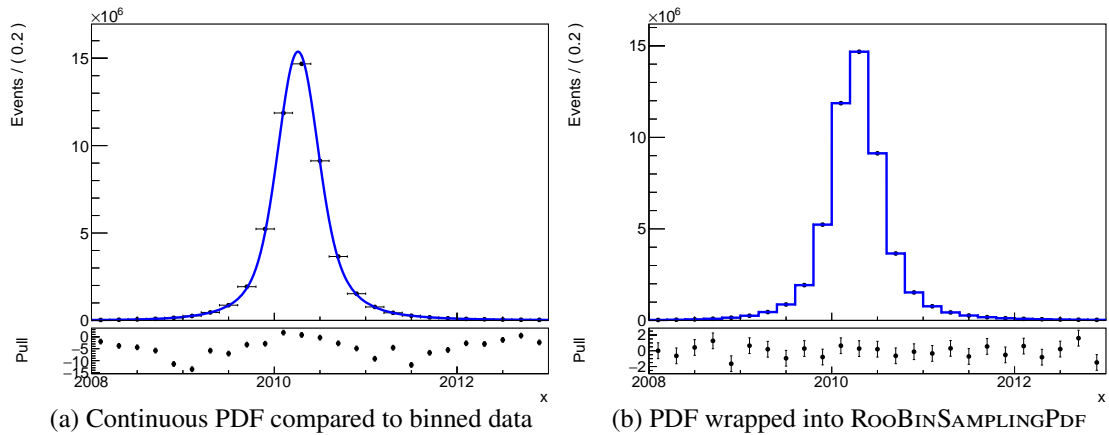 ×10⁶
Events / ( 0.2 )
15
10
5
0
Pull
0
−5
−10
−15
2008
2010
2012
x
(a) Continuous PDF compared to binned data
×10⁶
Events / ( 0.2 )
15
10
5
0
Pull
2
0
−2
2008
2010
2012
x
(b) PDF wrapped into RooBinSamplingPdf